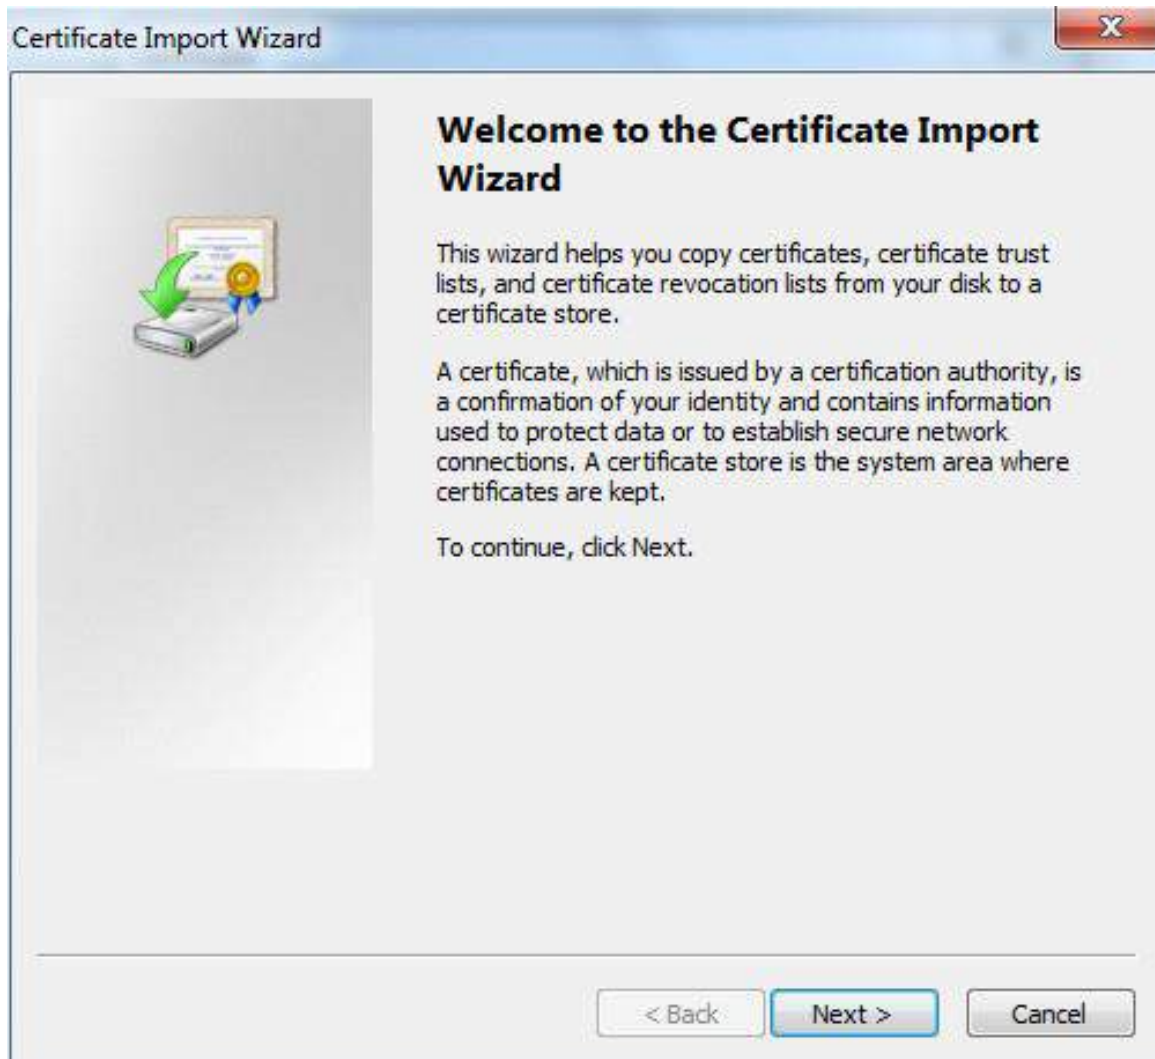 Certificate Import Wizard
X
Welcome to the Certificate Import
Wizard
This wizard helps you copy certificates, certificate trust
lists, and certificate revocation lists from your disk to a
certificate store.
A certificate, which is issued by a certification authority, is
a confirmation of your identity and contains information
used to protect data or to establish secure network
connections. A certificate store is the system area where
certificates are kept.
To continue, click Next.
< Back
Next >
Cancel